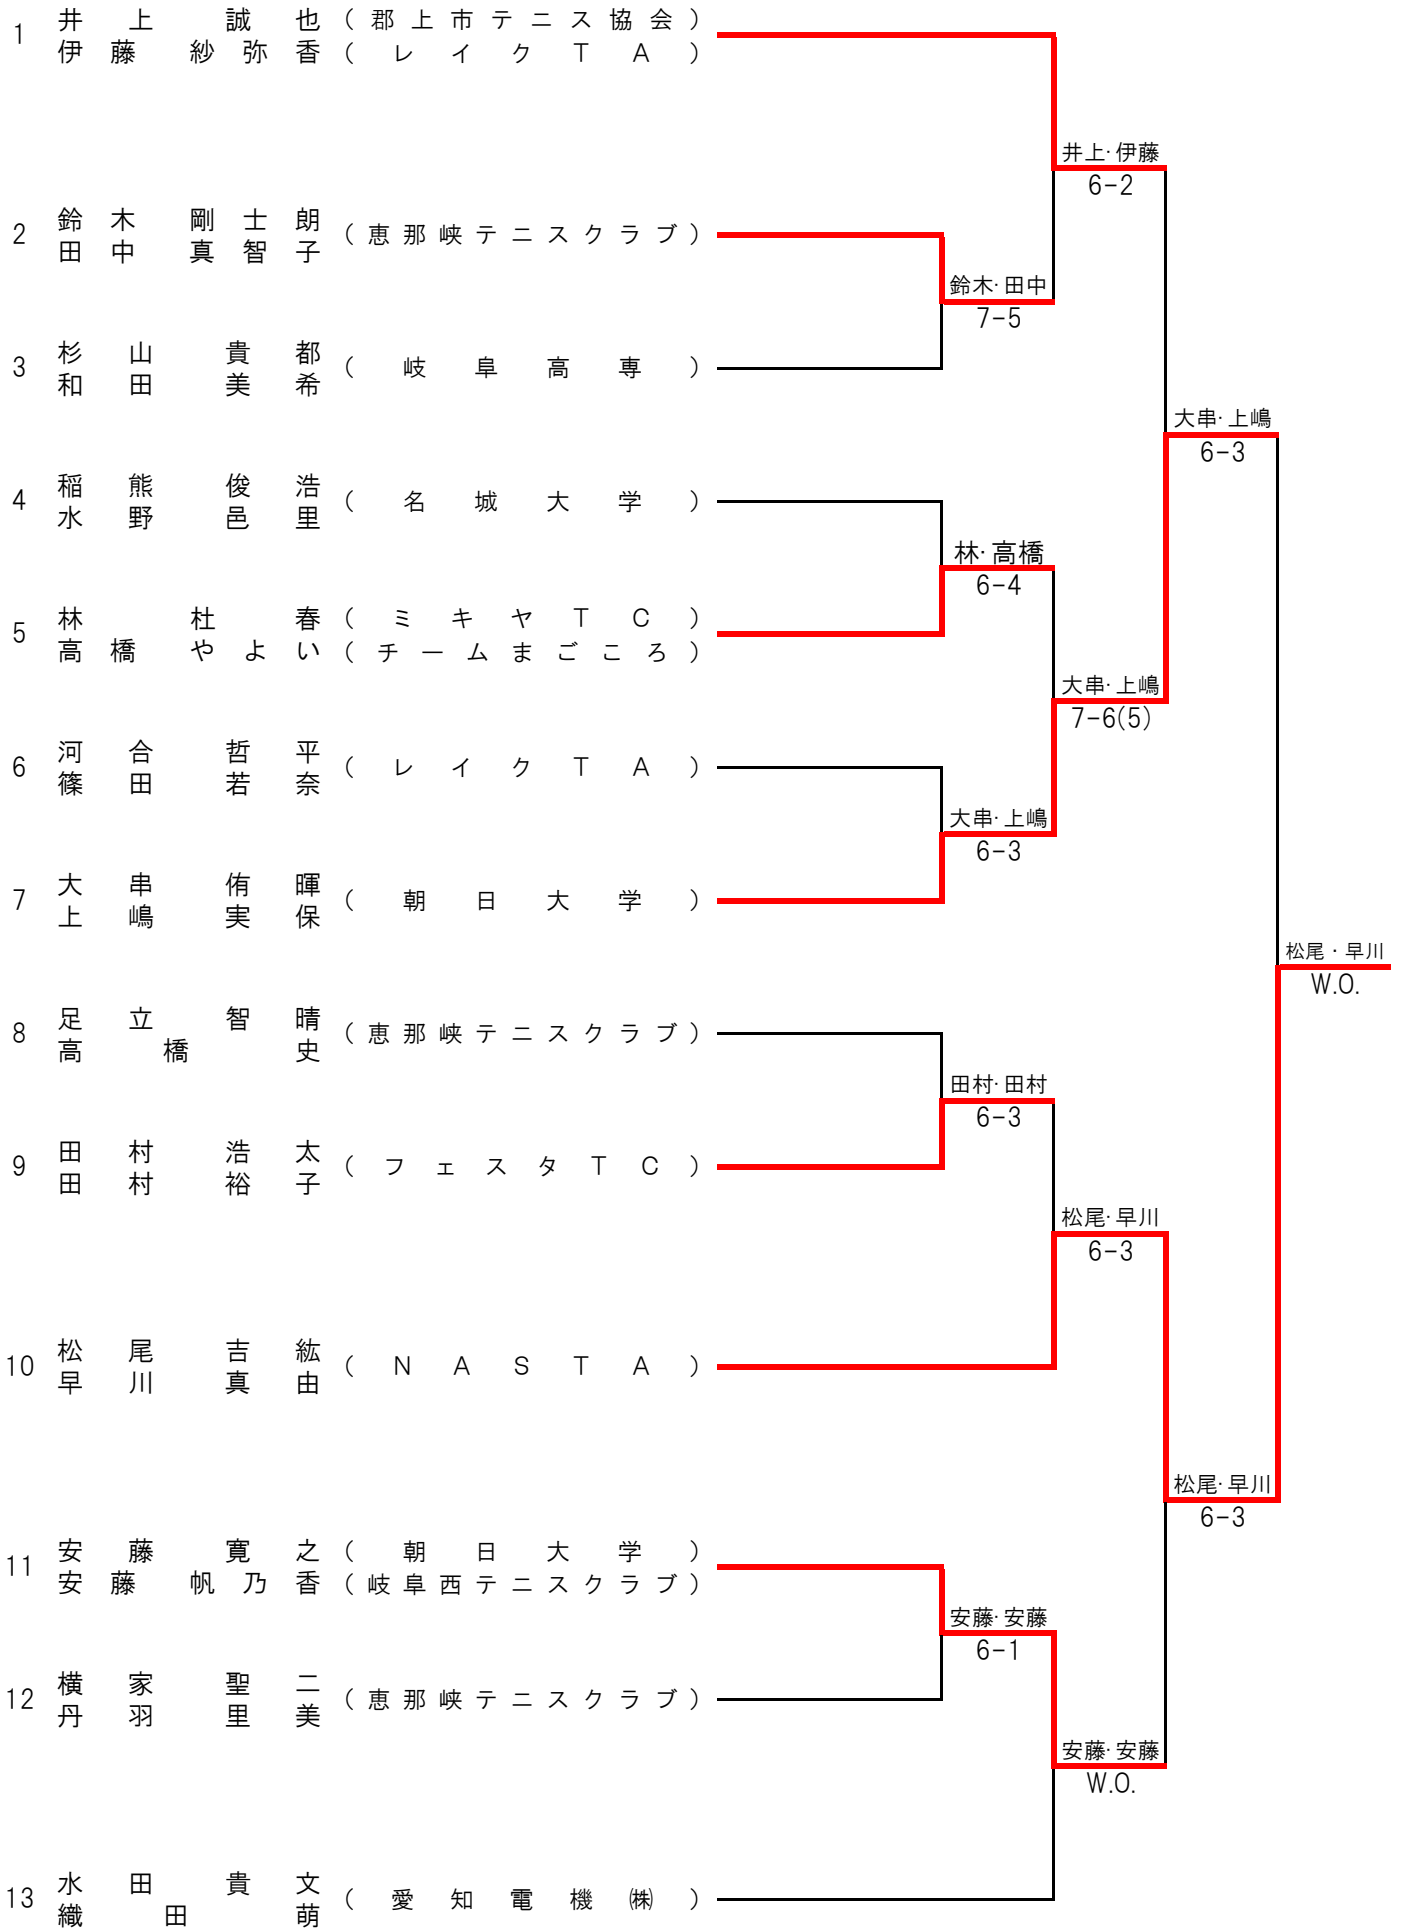 1 井上 誠也 (郡上市テニス協会)
伊藤 紗弥香 (レイクTA)
井上・伊藤
6-2
2 鈴木 剛士朗 (恵那峡テニスクラブ)
田中 真智子
鈴木・田中
7-5
3 杉山 貴都 (岐阜高専)
和田 美希
大串・上嶋
6-3
4 稲熊 俊浩 (名城大学)
水野 邑里
林・高橋
6-4
5 林 杜春 (ミキヤTC)
高橋 やよい (チームまごころ)
大串・上嶋
7-6(5)
6 河合 哲平 (レイクTA)
篠田 若奈
大串・上嶋
6-3
7 大串 侑暉 (朝日大学)
上嶋 実保
松尾・早川
W.O.
8 足立 智晴 (恵那峡テニスクラブ)
高橋 史
田村・田村
6-3
9 田村 浩太 (フェスタTC)
田村 裕子
松尾・早川
6-3
10 松尾 吉紘 (NASTA)
早川 真由
松尾・早川
6-3
11 安藤 寛之 (朝日大学)
安藤 帆乃香 (岐阜西テニスクラブ)
安藤・安藤
6-1
12 横家 聖二 (恵那峡テニスクラブ)
丹羽 里美
安藤・安藤
W.O.
13 水田 貴文 (愛知電機㈱)
織田 萌